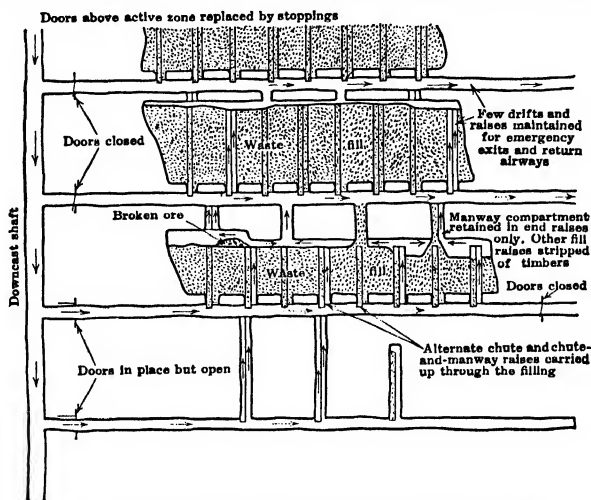 Doors above active zone replaced by stoppings
Doors closed
Few drifts and
raises maintained
for emergency
exits and return
airways
Waste fill
Downcast shaft
Broken ore
Manway compartment
retained in end raises
only. Other fill
raises stripped
of timbers
Waste fill
Doors closed
Doors in place but open
Alternate chute and chute-
and-manway raises carried
up through the filling